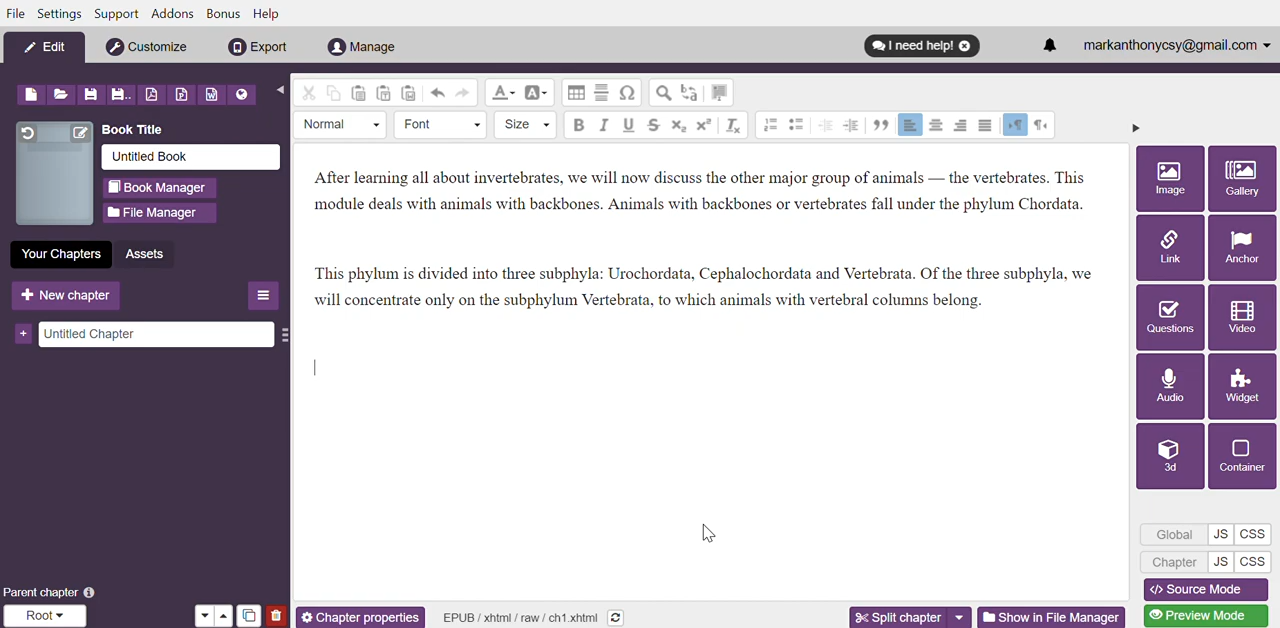 File Settings Support Addons Bonus Help
Edit Customize Export Manage I need help! markanthonycsy@gmail.com
Normal Font Size
Book Title
Untitled Book
Book Manager
File Manager
Your Chapters Assets
New chapter
Untitled Chapter
After learning all about invertebrates, we will now discuss the other major group of animals — the vertebrates. This
module deals with animals with backbones. Animals with backbones or vertebrates fall under the phylum Chordata.
This phylum is divided into three subphyla: Urochordata, Cephalochordata and Vertebrata. Of the three subphyla, we
will concentrate only on the subphylum Vertebrata, to which animals with vertebral columns belong.
Image Gallery
Link Anchor
Questions Video
Audio Widget
3d Container
Global JS CSS
Chapter JS CSS
</> Source Mode
Preview Mode
Parent chapter
Root
Chapter properties EPUB / xhtml / raw / ch1.xhtml Split chapter Show in File Manager